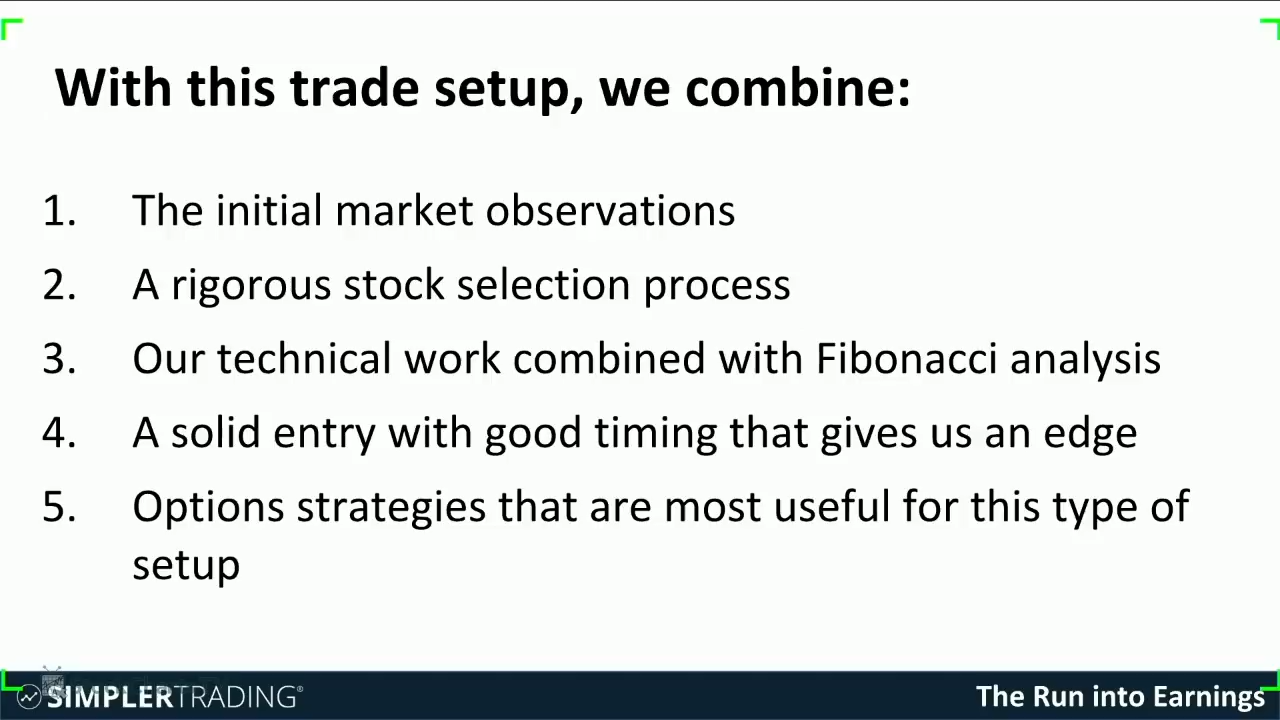 With this trade setup, we combine:
1. The initial market observations
2. A rigorous stock selection process
3. Our technical work combined with Fibonacci analysis
4. A solid entry with good timing that gives us an edge
5. Options strategies that are most useful for this type of
setup
SIMPLERTRADING®
The Run into Earnings